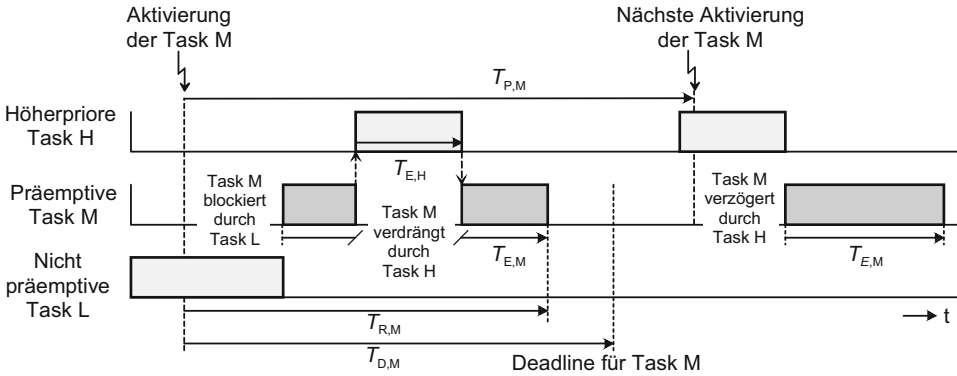 Aktivierung
der Task M
Nächste Aktivierung
der Task M
T_P,M
Höherpriore
Task H
T_E,H
Präemptive
Task M
Task M
blockiert
durch
Task L
Task M
verdrängt
durch
Task H
T_E,M
Task M
verzögert
durch
Task H
T_E,M
Nicht
präemptive
Task L
T_R,M
t
T_D,M
Deadline für Task M